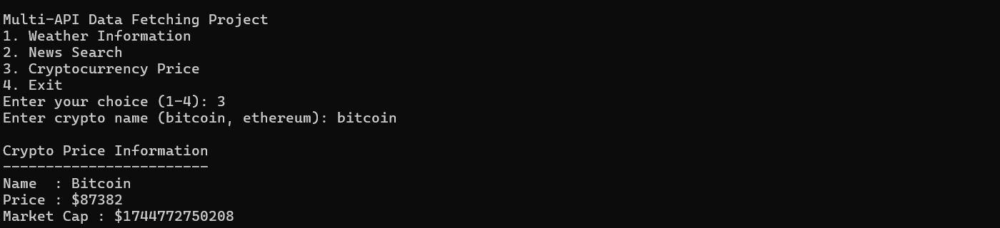 Multi-API Data Fetching Project
1. Weather Information
2. News Search
3. Cryptocurrency Price
4. Exit
Enter your choice (1-4): 3
Enter crypto name (bitcoin, ethereum): bitcoin
Crypto Price Information
------------------------
Name  : Bitcoin
Price : $87382
Market Cap : $1744772750208